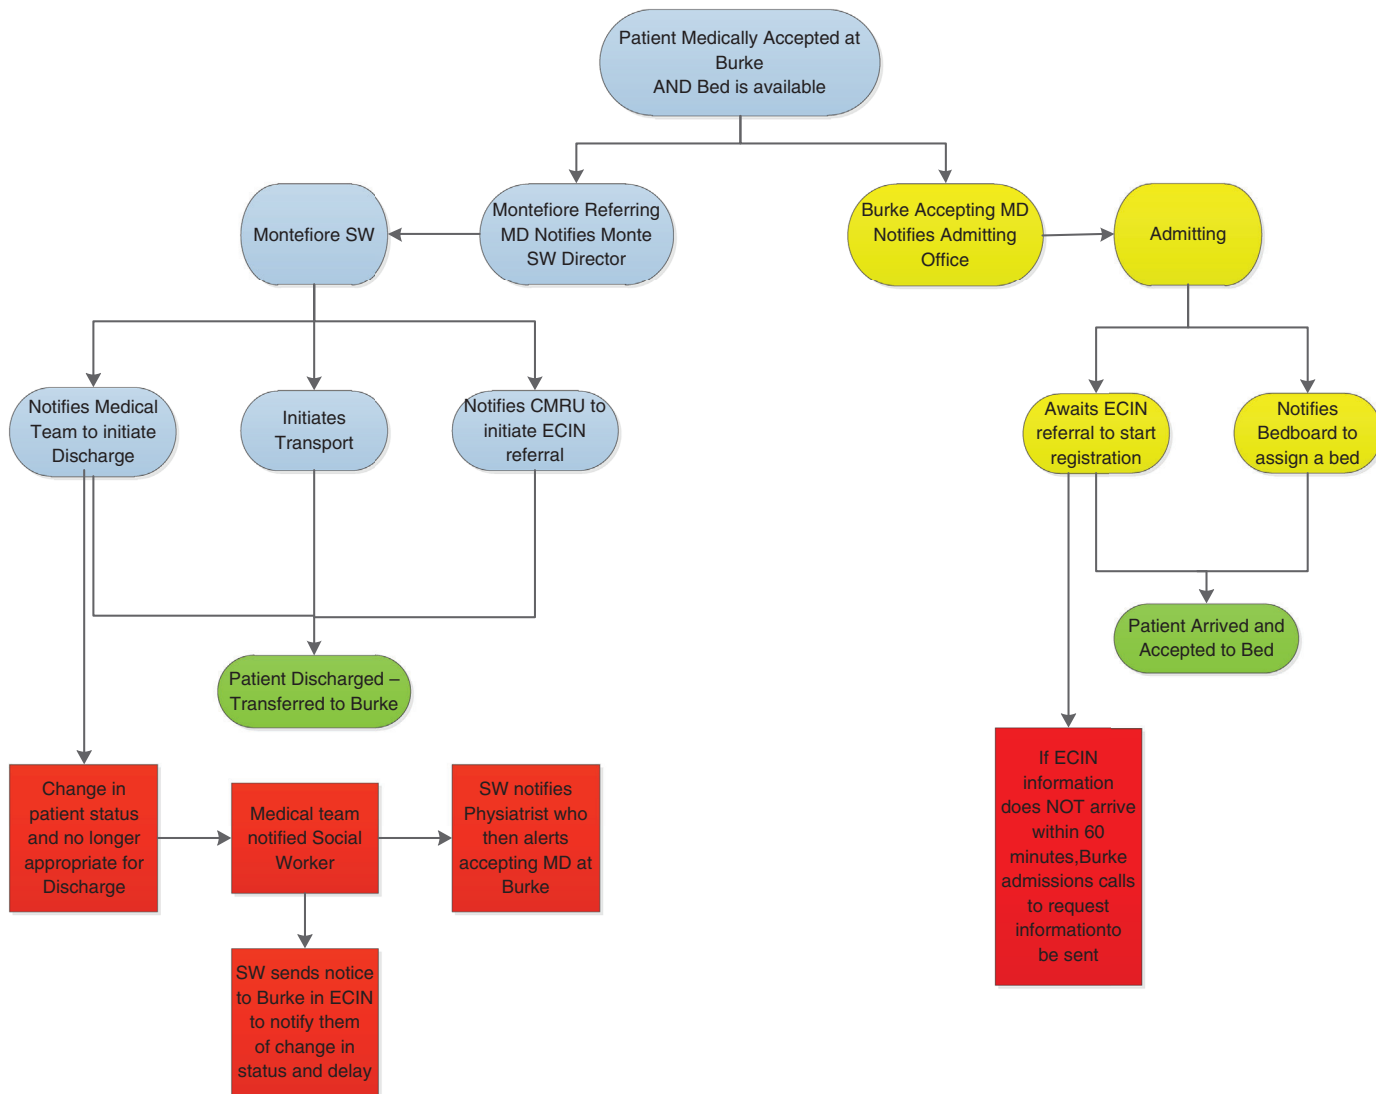 Patient Medically Accepted at
Burke
AND Bed is available
Montefiore SW
Montefiore Referring
MD Notifies Monte
SW Director
Burke Accepting MD
Notifies Admitting
Office
Admitting
Notifies Medical
Team to initiate
Discharge
Initiates
Transport
Notifies CMRU to
initiate ECIN
referral
Awaits ECIN
referral to start
registration
Notifies
Bedboard to
assign a bed
Patient Discharged –
Transferred to Burke
Patient Arrived and
Accepted to Bed
Change in
patient status
and no longer
appropriate for
Discharge
Medical team
notified Social
Worker
SW notifies
Physiatrist who
then alerts
accepting MD at
Burke
If ECIN
information
does NOT arrive
within 60
minutes,Burke
admissions calls
to request
informationto
be sent
SW sends notice
to Burke in ECIN
to notify them
of change in
status and delay